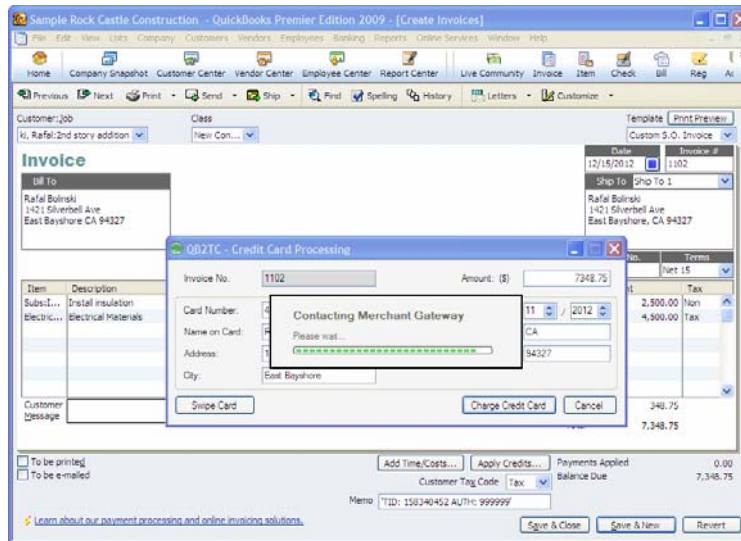 Sample Rock Castle Construction - QuickBooks Premier Edition 2009 - [Create Invoices]
File Edit View Lists Company Customers Vendors Employees Banking Reports Online Services Window Help
Home Company Snapshot Customer Center Vendor Center Employee Center Report Center Live Community Invoice Item Check Bill Reg
Previous Next Print Send Ship Find Spelling History Letters Customize
Customer:Job Class Template Print Preview
ki, Rafal:2nd story addition New Con... Custom S.O. Invoice
Invoice
Date Invoice #
12/15/2012 1102
Bill To Ship To Ship To 1
Rafal Bolinski
1421 Silverbell Ave
East Bayshore CA 94327
Rafal Bolinski
1421 Silverbell Ave
East Bayshore, CA 94327
QB2TC - Credit Card Processing
No. Terms
Net 15
Invoice No. 1102 Amount: ($) 7348.75
Item Description Tax
Subs:I... Install insulation 2,500.00 Non
Electric... Electrical Materials 4,500.00 Tax
Card Number: 4 11 / 2012
Contacting Merchant Gateway
Please wait...
Name on Card: CA
Address: 1 94327
City: East Bayshore
Swipe Card Charge Credit Card Cancel
Customer Message
348.75
7,348.75
To be printed
To be e-mailed
Add Time/Costs... Apply Credits... Payments Applied 0.00
Customer Tax Code Tax Balance Due 7,348.75
Memo 'TID: 158340452 AUTH: 999999'
Learn about our payment processing and online invoicing solutions.
Save & Close Save & New Revert